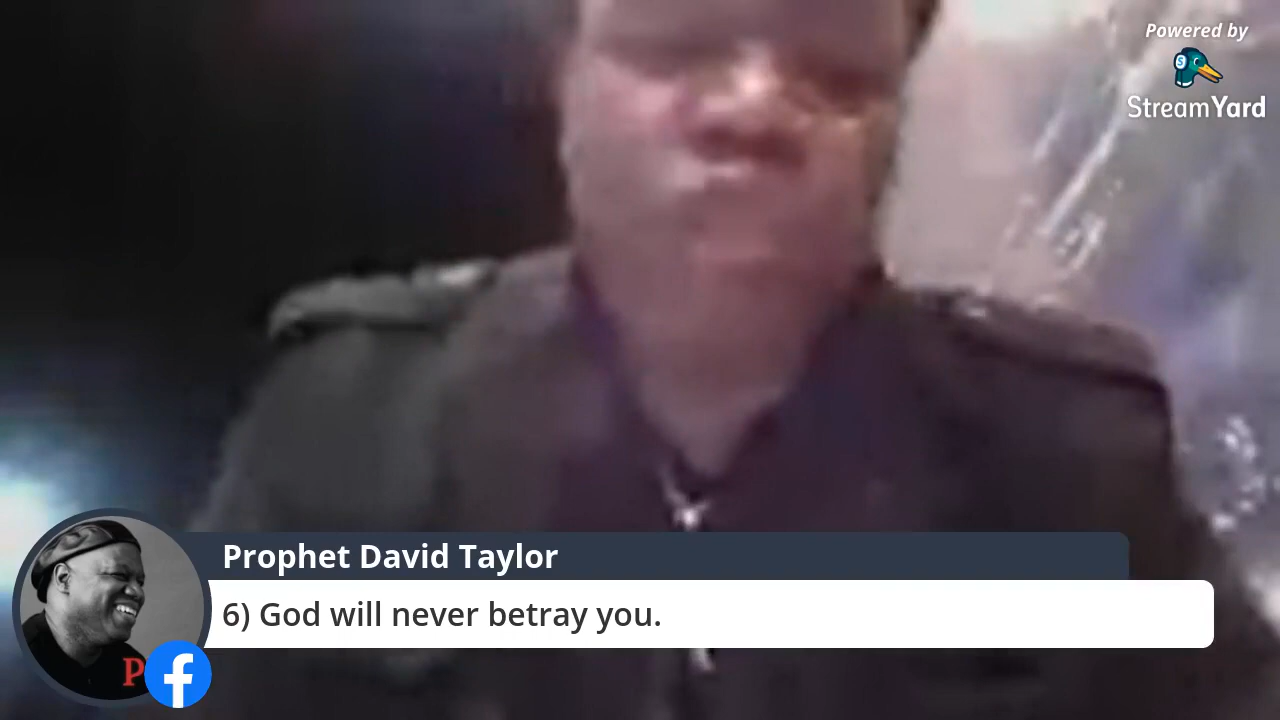 Powered by
StreamYard
Prophet David Taylor
6) God will never betray you.
P